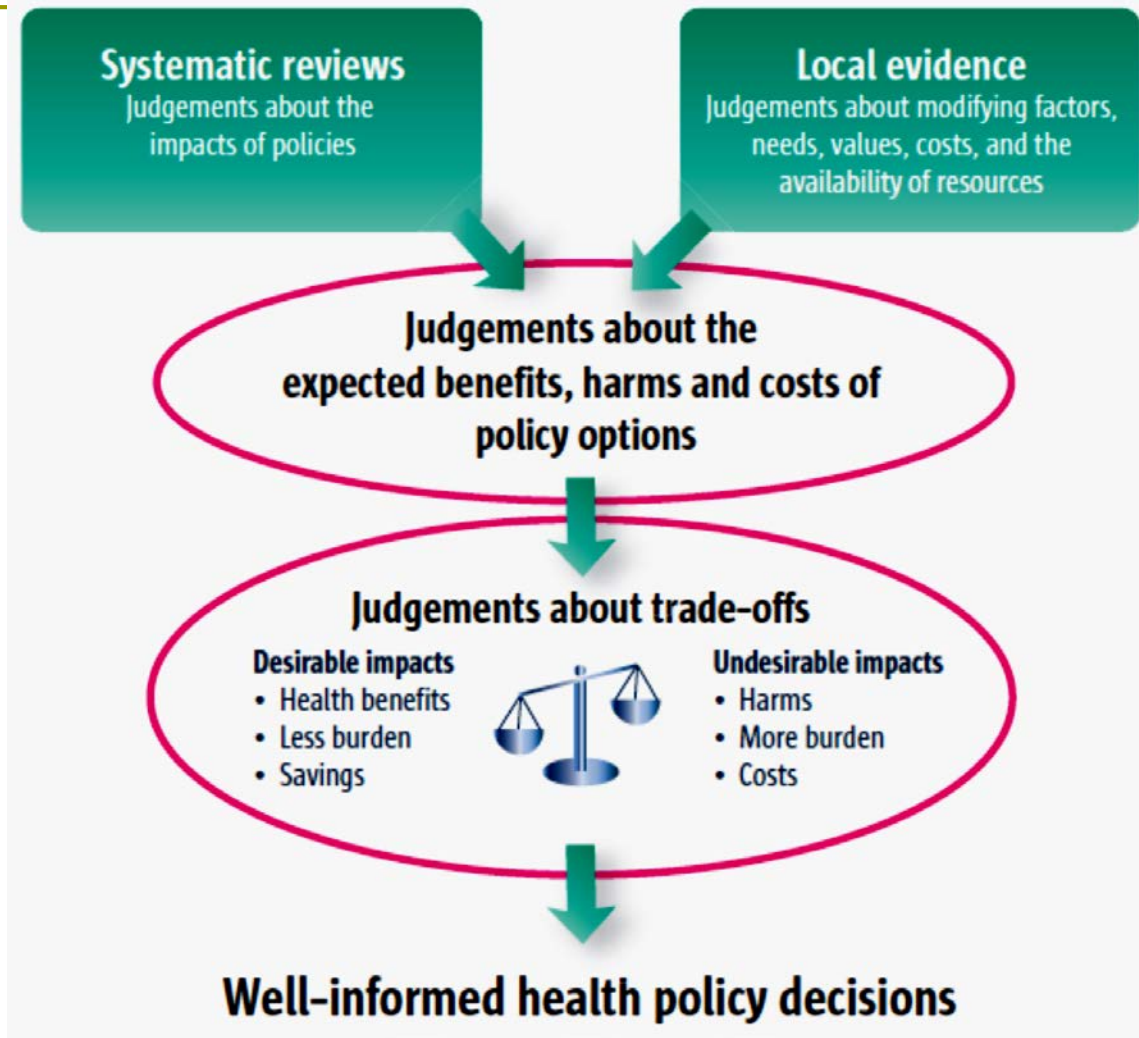 Systematic reviews
Judgements about the
impacts of policies
Local evidence
Judgements about modifying factors,
needs, values, costs, and the
availability of resources
Judgements about the
expected benefits, harms and costs of
policy options
Judgements about trade-offs
Desirable impacts
• Health benefits
• Less burden
• Savings
Undesirable impacts
• Harms
• More burden
• Costs
Well-informed health policy decisions